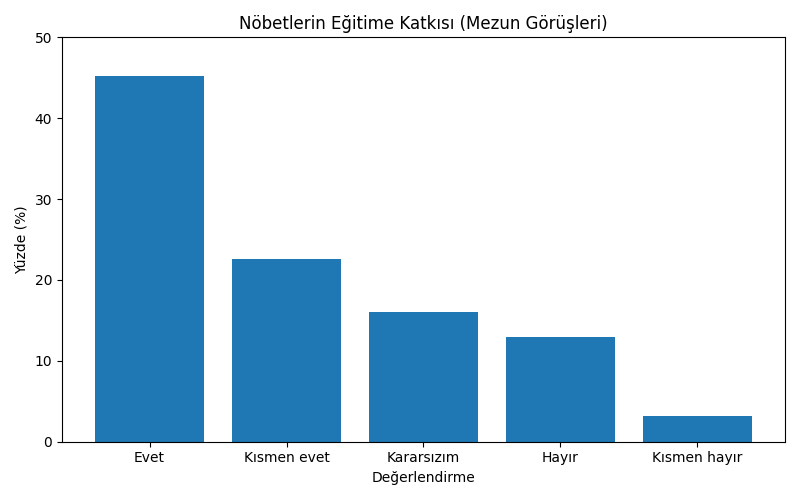 Nöbetlerin Eğitime Katkısı (Mezun Görüşleri)
Yüzde (%)
50
40
30
20
10
0
Evet
Kısmen evet
Kararsızım
Hayır
Kısmen hayır
Değerlendirme